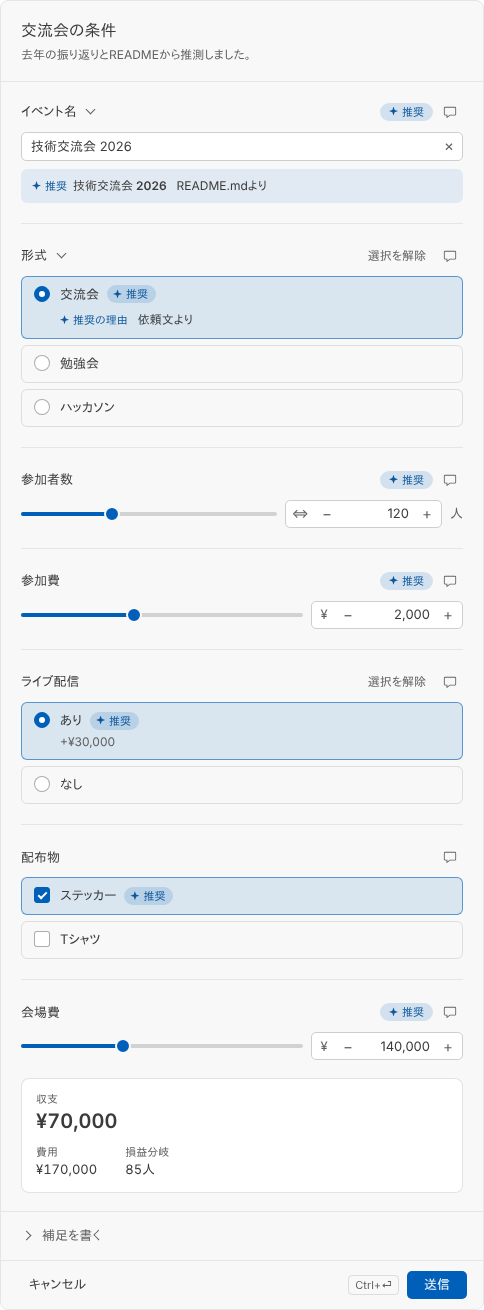 交流会の条件
去年の振り返りとREADMEから推測しました。
イベント名 推奨
技術交流会 2026
推奨 技術交流会 2026 README.mdより
形式 選択を解除
交流会 推奨
推奨の理由 依頼文より
勉強会
ハッカソン
参加者数 推奨
120 人
参加費 推奨
¥ − 2,000 +
ライブ配信 選択を解除
あり 推奨
+¥30,000
なし
配布物
ステッカー 推奨
Tシャツ
会場費 推奨
¥ − 140,000 +
収支
¥70,000
費用 損益分岐
¥170,000 85人
補足を書く
キャンセル Ctrl+⏎ 送信